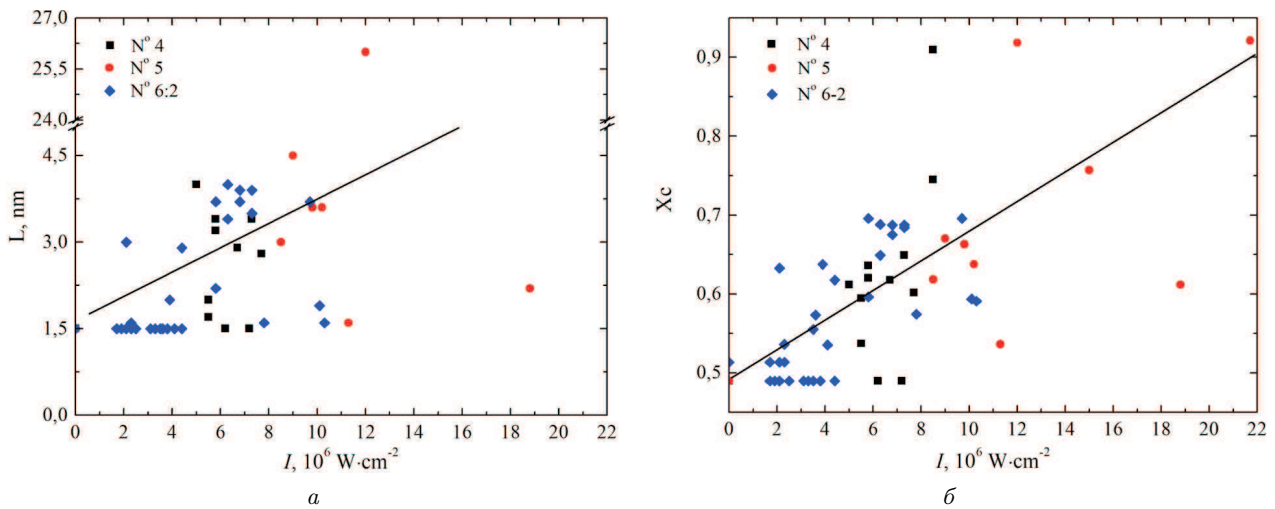 27,0
25,5
24,0
4,5
3,0
1,5
0,0
L, nm
N° 4
N° 5
N° 6:2
0 2 4 6 8 10 12 14 16 18 20 22
I, 10⁶ W·cm⁻²
а
0,9
0,8
0,7
0,6
0,5
Xc
N° 4
N° 5
N° 6-2
0 2 4 6 8 10 12 14 16 18 20 22
I, 10⁶ W·cm⁻²
б